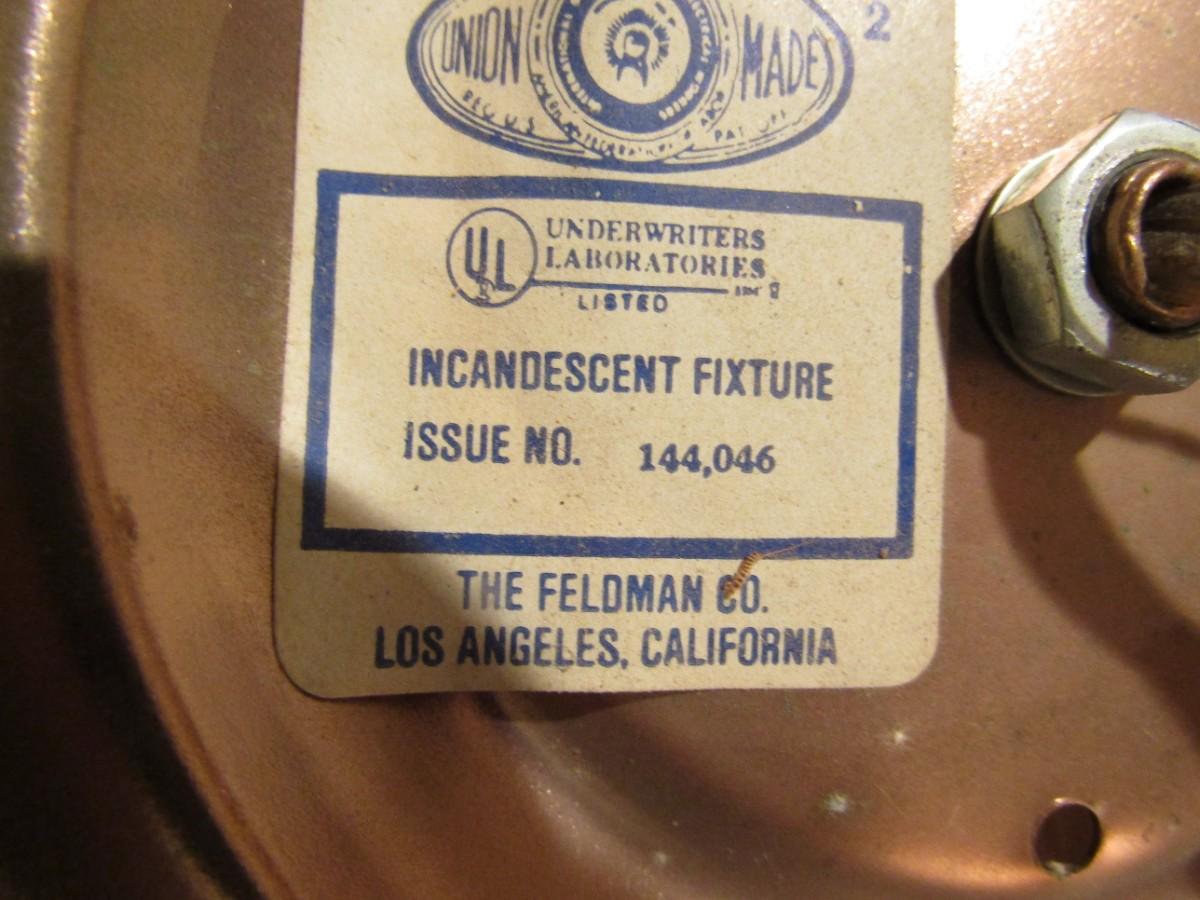 2
UNION MADE
UNDERWRITERS
LABORATORIES
LISTED
INCANDESCENT FIXTURE
ISSUE NO. 144,046
THE FELDMAN CO.
LOS ANGELES, CALIFORNIA